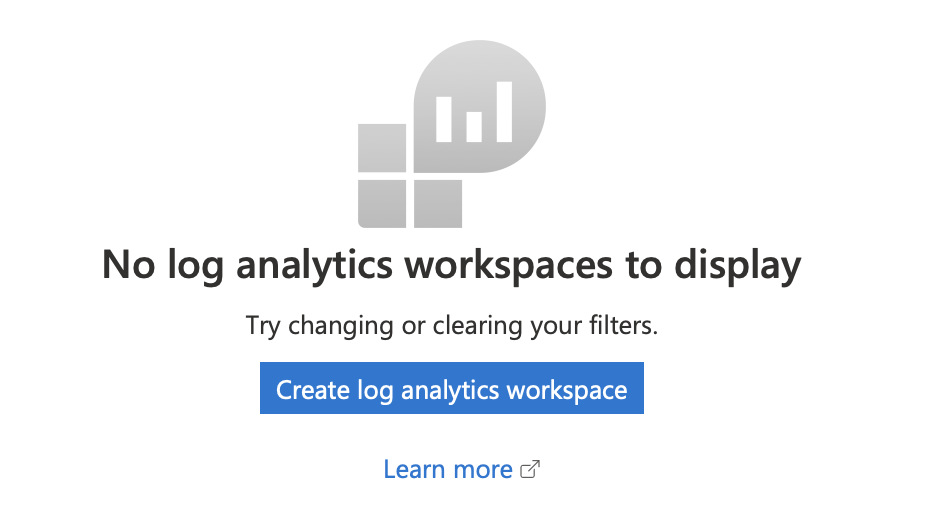 No log analytics workspaces to display
Try changing or clearing your filters.
Create log analytics workspace
Learn more